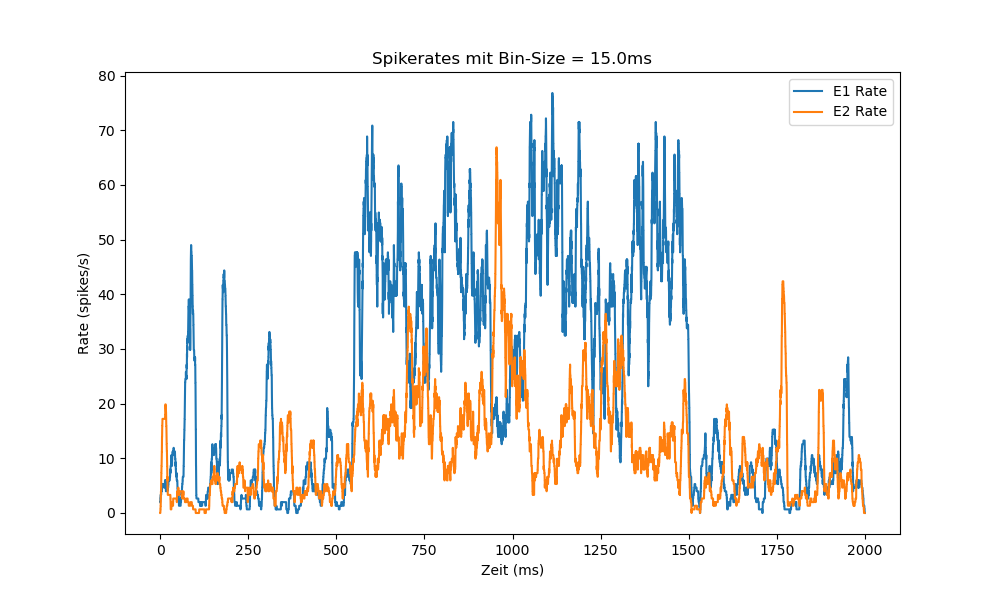 Spikerates mit Bin-Size = 15.0ms
E1 Rate
E2 Rate
Rate (spikes/s)
80
70
60
50
40
30
20
10
0
0 250 500 750 1000 1250 1500 1750 2000
Zeit (ms)